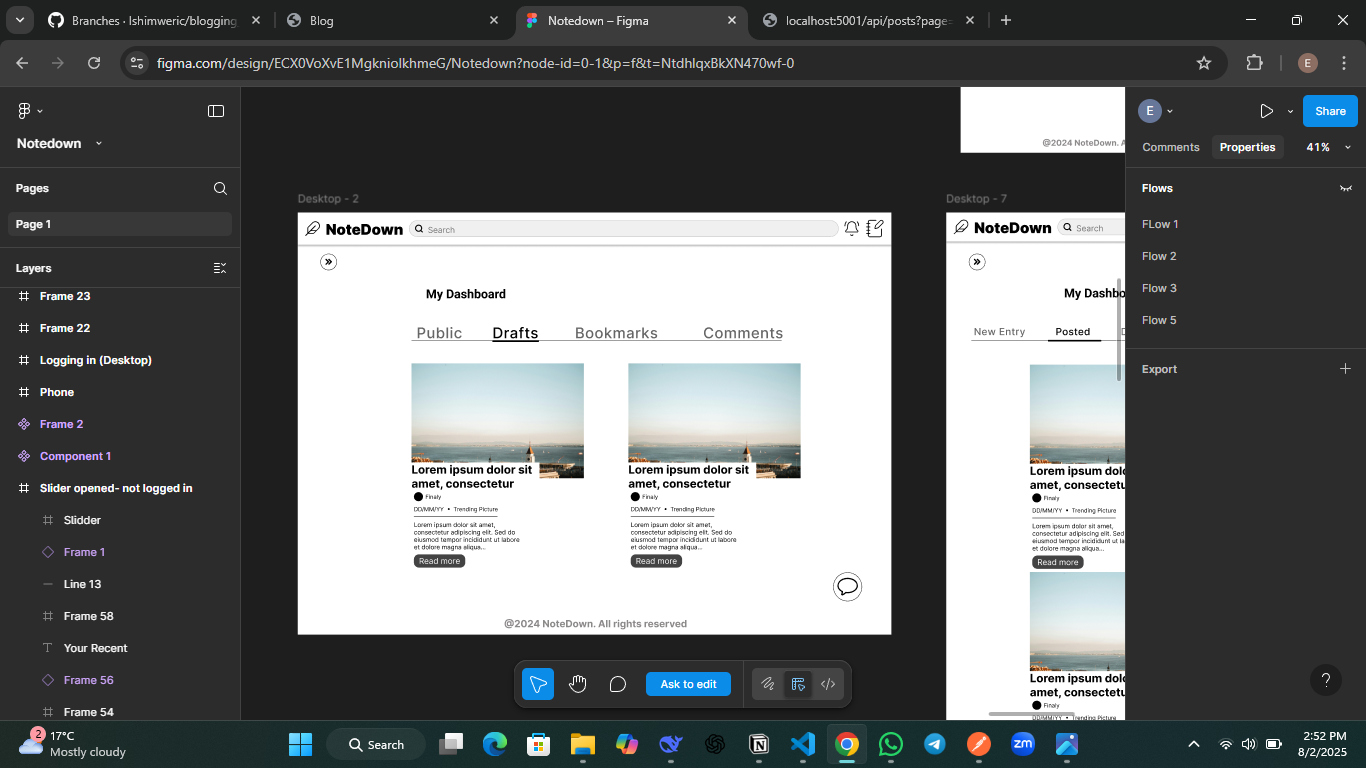 Branches · Ishimweric/blogging
Blog
Notedown – Figma
localhost:5001/api/posts?page=
figma.com/design/ECX0VoXvE1MgknioIkhmeG/Notedown?node-id=0-1&p=f&t=NtdhlqxBkXN470wf-0
E
Notedown
Pages
Page 1
Layers
Frame 23
Frame 22
Logging in (Desktop)
Phone
Frame 2
Component 1
Slider opened- not logged in
Slidder
Frame 1
Line 13
Frame 58
Your Recent
Frame 56
Frame 54
@2024 NoteDown. A
Desktop - 2
NoteDown
Search
My Dashboard
Public Drafts Bookmarks Comments
Lorem ipsum dolor sit
amet, consectetur
Finaly
DD/MM/YY • Trending Picture
Lorem ipsum dolor sit amet,
consectetur adipiscing elit. Sed do
eiusmod tempor incididunt ut labore
et dolore magna aliqua...
Read more
Lorem ipsum dolor sit
amet, consectetur
Finaly
DD/MM/YY • Trending Picture
Lorem ipsum dolor sit amet,
consectetur adipiscing elit. Sed do
eiusmod tempor incididunt ut labore
et dolore magna aliqua...
Read more
@2024 NoteDown. All rights reserved
Desktop - 7
NoteDown
Search
My Dashbo
New Entry Posted
Lorem ipsum dolo
amet, consectetu
Finaly
DD/MM/YY • Trending Picture
Lorem ipsum dolor sit amet,
consectetur adipiscing elit. Se
eiusmod tempor incididunt ut la
et dolore magna aliqua...
Read more
Lorem ipsum dolo
amet, consectetu
Finaly
DD/MM/YY • Trending Picture
Ask to edit
E
Share
Comments Properties 41%
Flows
FLow 1
Flow 2
Flow 3
Flow 5
Export
?
2
17°C
Mostly cloudy
Search
zm
2:52 PM
8/2/2025